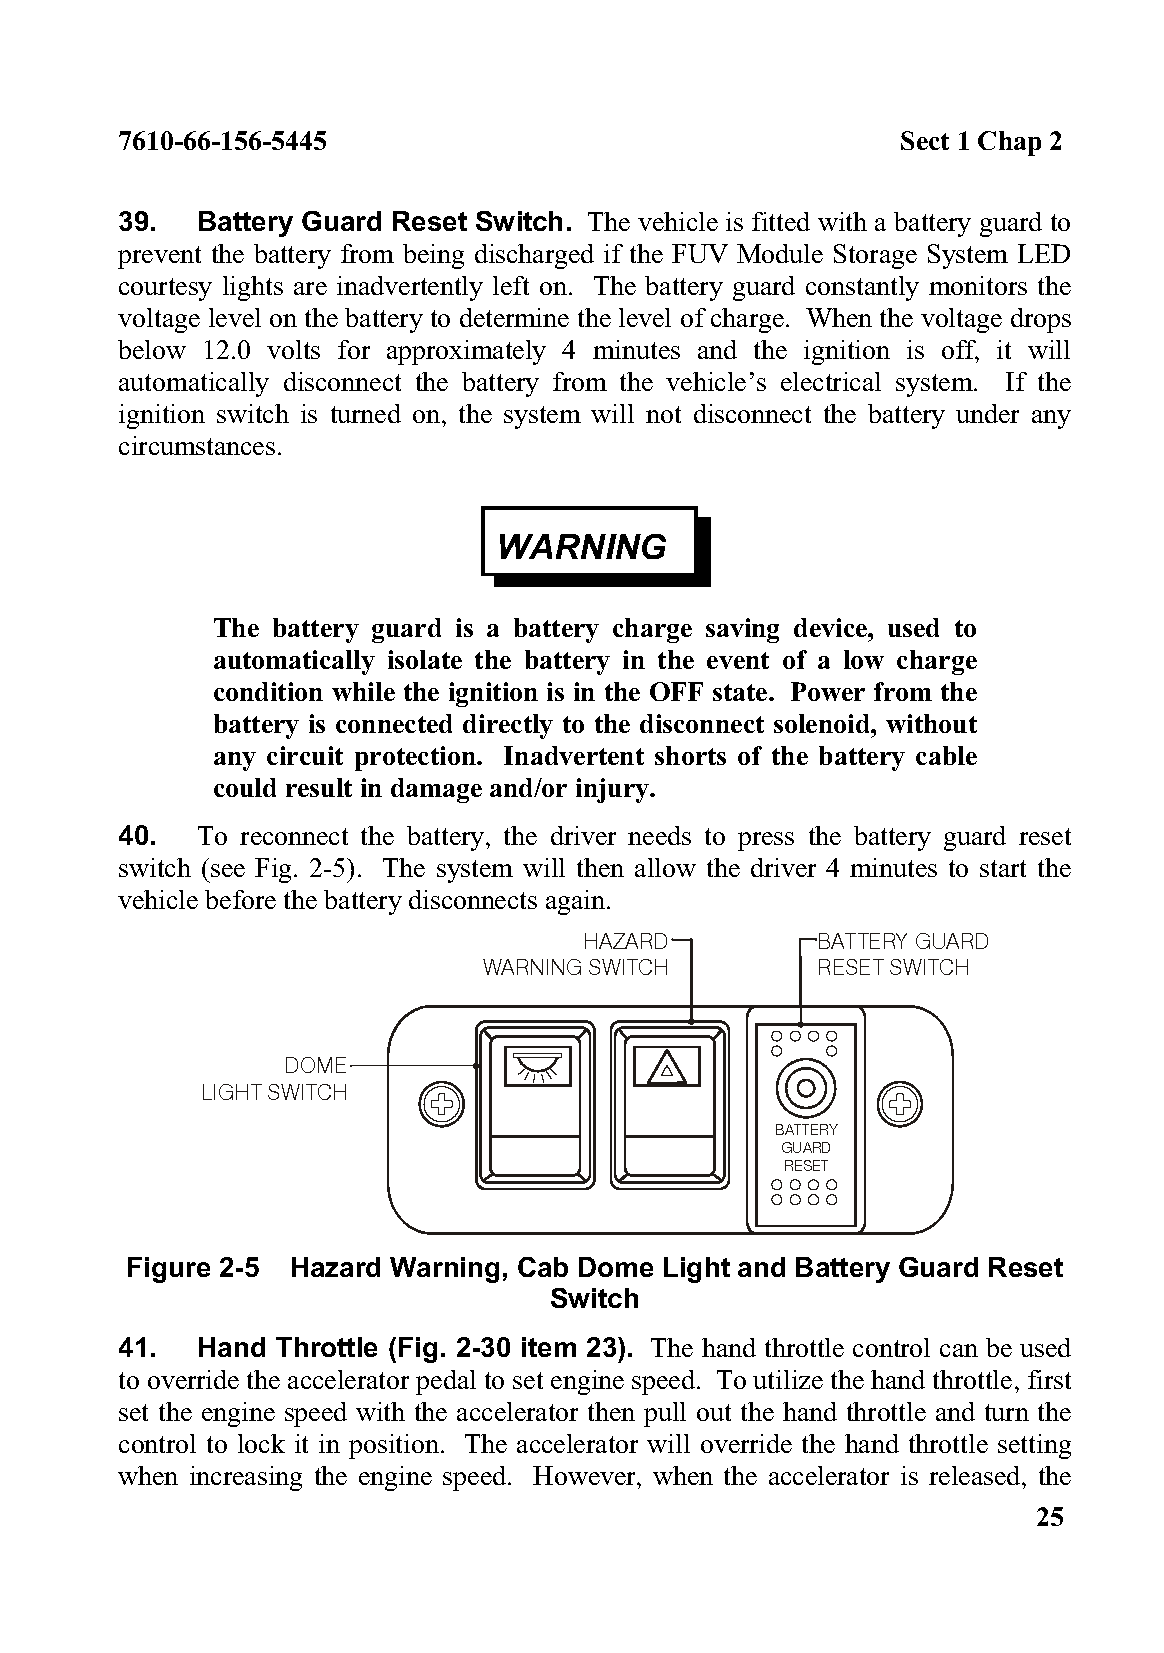 7610-66-156-5445 Sect 1 Chap 2
39. Battery Guard Reset Switch. The vehicle is fitted with a battery guard to
prevent the battery from being discharged if the FUV Module Storage System LED
courtesy lights are inadvertently left on. The battery guard constantly monitors the
voltage level on the battery to determine the level of charge. When the voltage drops
below 12.0 volts for approximately 4 minutes and the ignition is off, it will
automatically disconnect the battery from the vehicle’s electrical system. If the
ignition switch is turned on, the system will not disconnect the battery under any
circumstances.
WARNING
The battery guard is a battery charge saving device, used to
automatically isolate the battery in the event of a low charge
condition while the ignition is in the OFF state. Power from the
battery is connected directly to the disconnect solenoid, without
any circuit protection. Inadvertent shorts of the battery cable
could result in damage and/or injury.
40. To reconnect the battery, the driver needs to press the battery guard reset
switch (see Fig. 2-5). The system will then allow the driver 4 minutes to start the
vehicle before the battery disconnects again.
HAZARD
WARNING SWITCH
BATTERY GUARD
RESET SWITCH
DOME
LIGHT SWITCH
BATTERY
GUARD
RESET
Figure 2-5 Hazard Warning, Cab Dome Light and Battery Guard Reset
Switch
41. Hand Throttle (Fig. 2-30 item 23). The hand throttle control can be used
to override the accelerator pedal to set engine speed. To utilize the hand throttle, first
set the engine speed with the accelerator then pull out the hand throttle and turn the
control to lock it in position. The accelerator will override the hand throttle setting
when increasing the engine speed. However, when the accelerator is released, the
25